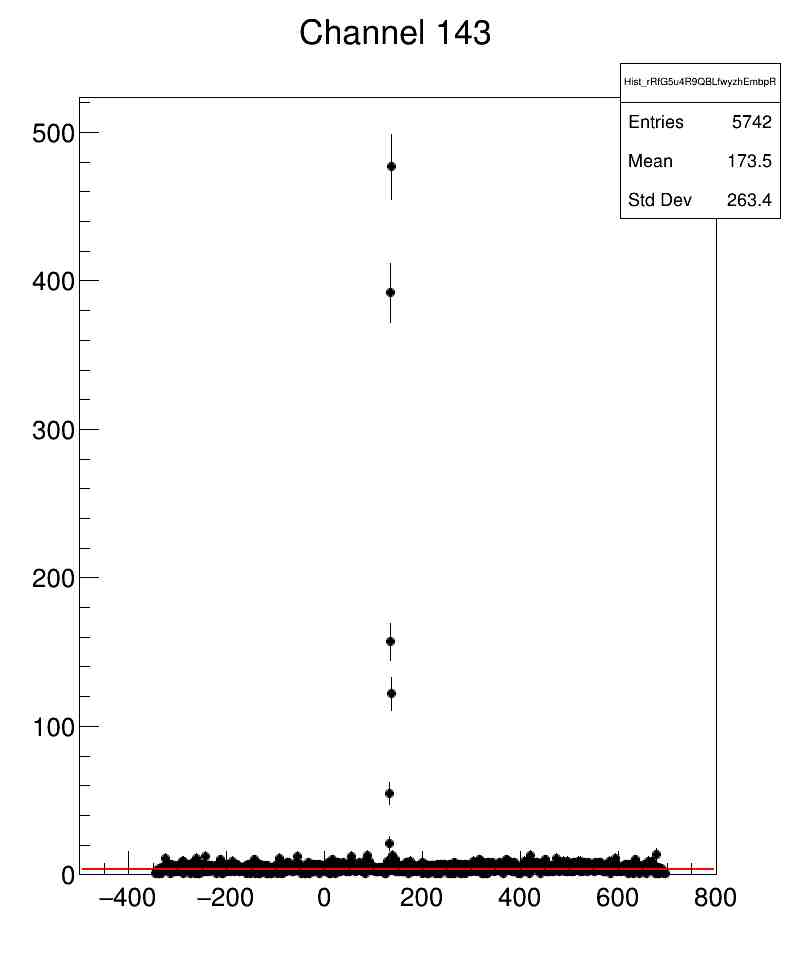 Channel 143
Hist_rRfG5u4R9QBLfwyzhEmbpR
Entries 5742
Mean 173.5
Std Dev 263.4
500
400
300
200
100
0
−400 −200 0 200 400 600 800